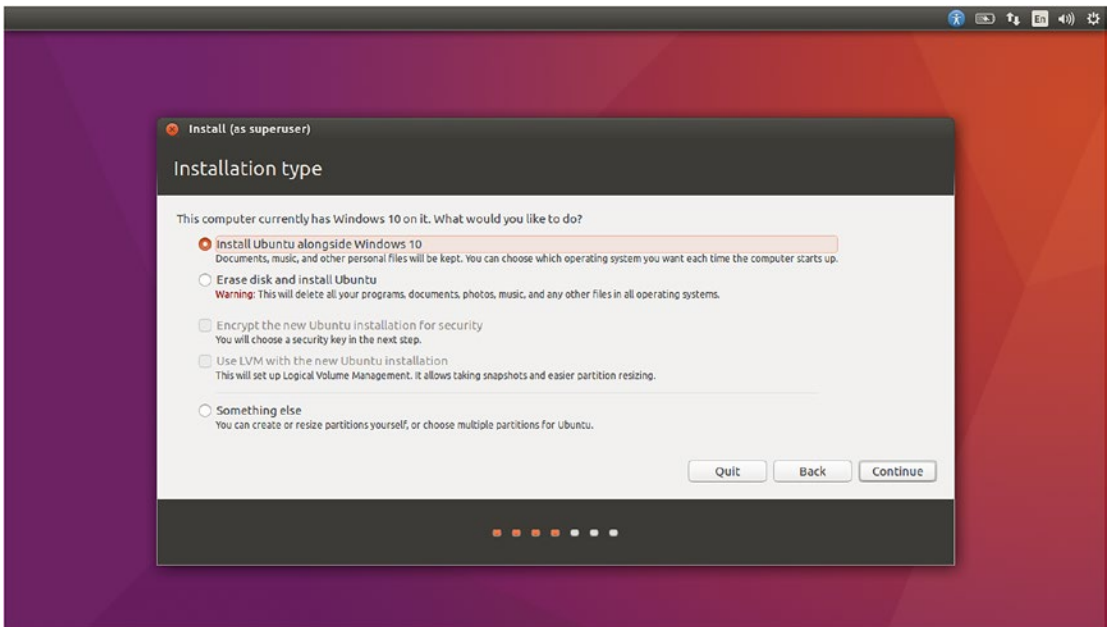 En
Install (as superuser)
Installation type
This computer currently has Windows 10 on it. What would you like to do?
Install Ubuntu alongside Windows 10
Documents, music, and other personal files will be kept. You can choose which operating system you want each time the computer starts up.
Erase disk and install Ubuntu
Warning: This will delete all your programs, documents, photos, music, and any other files in all operating systems.
Encrypt the new Ubuntu installation for security
You will choose a security key in the next step.
Use LVM with the new Ubuntu installation
This will set up Logical Volume Management. It allows taking snapshots and easier partition resizing.
Something else
You can create or resize partitions yourself, or choose multiple partitions for Ubuntu.
Quit Back Continue